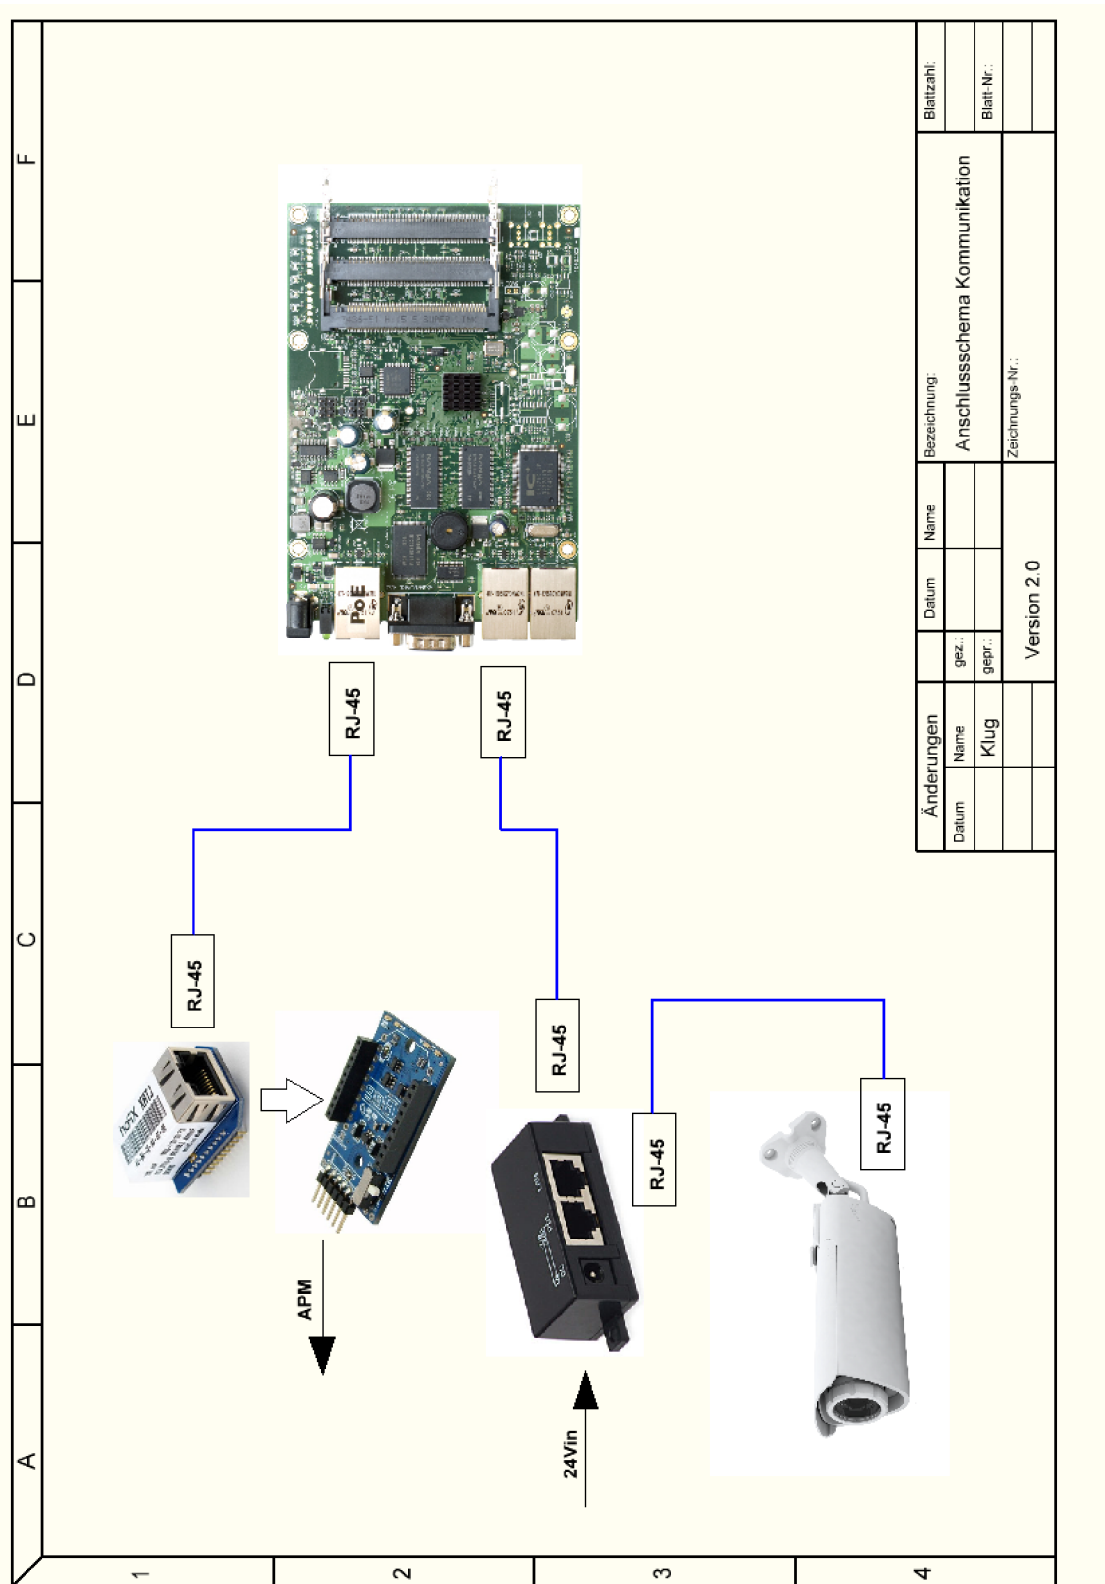 A
B
C
D
E
F
1
2
3
4
PoE
RJ-45
RJ-45
RJ-45
RJ-45
RJ-45
RJ-45
APM
24Vin
Änderungen
Datum
Name
Klug
Datum
Name
gez.:
gepr.:
Version 2.0
Bezeichnung:
Anschlussschema Kommunikation
Zeichnungs-Nr.:
Blattzahl:
Blatt-Nr.: